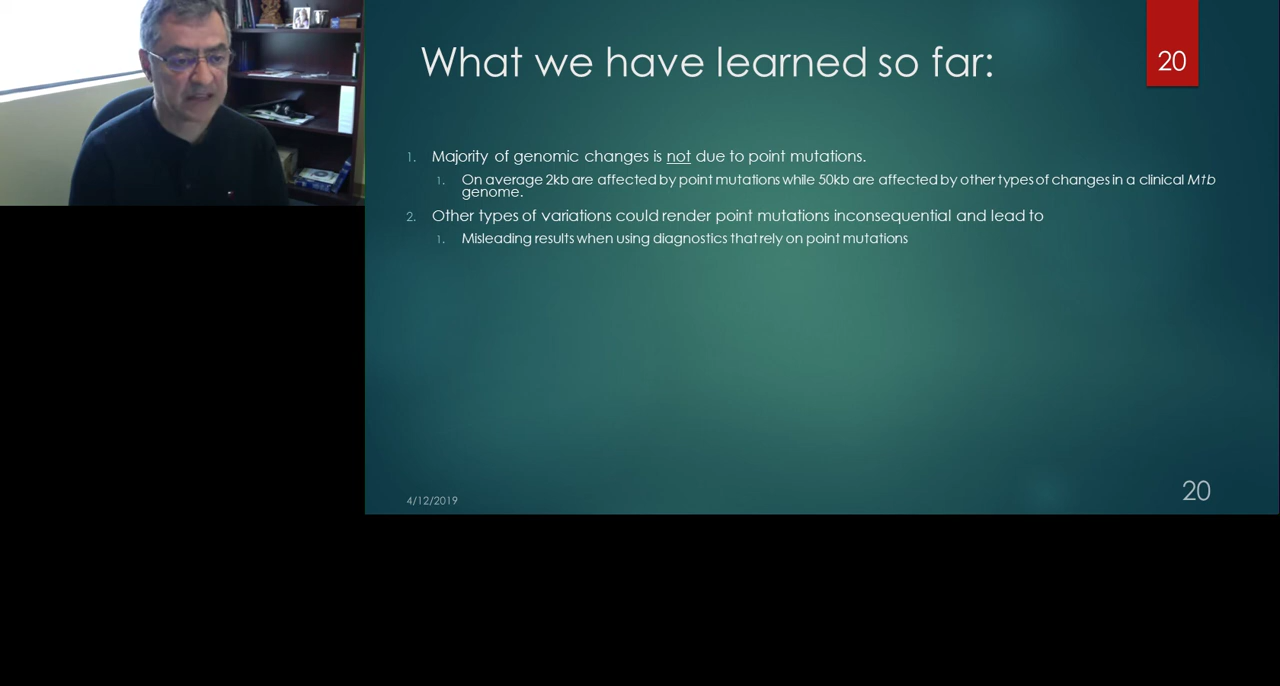 What we have learned so far:
20
1. Majority of genomic changes is not due to point mutations.
1. On average 2kb are affected by point mutations while 50kb are affected by other types of changes in a clinical Mtb
genome.
2. Other types of variations could render point mutations inconsequential and lead to
1. Misleading results when using diagnostics that rely on point mutations
4/12/2019
20